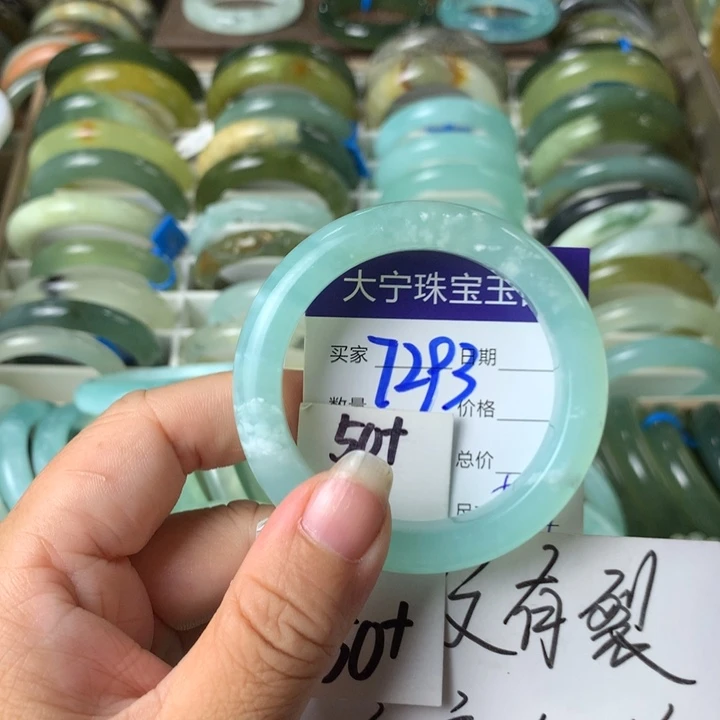 大宁珠宝玉
买家 7293 日期
数量 价格
50+
总价
50+
文有裂